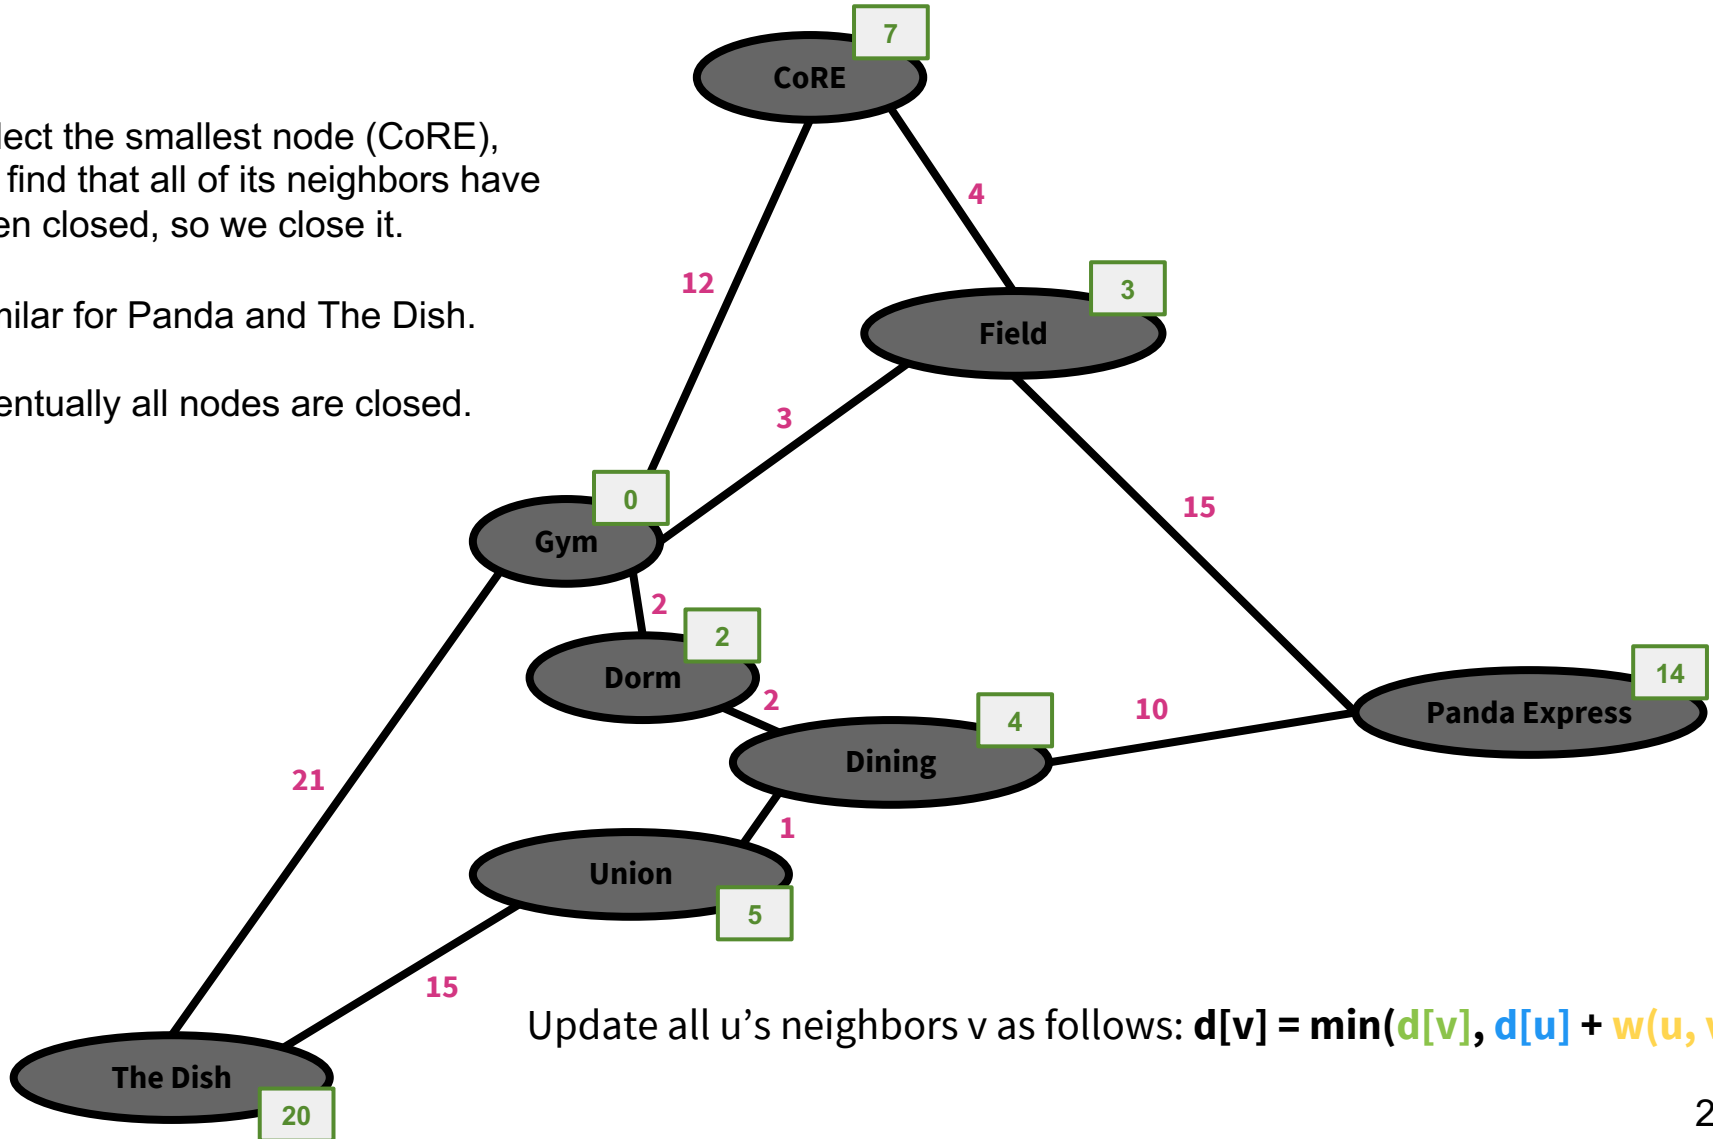 7
CoRE
lect the smallest node (CoRE),
find that all of its neighbors have
en closed, so we close it.
4
12
milar for Panda and The Dish.
3
Field
entually all nodes are closed.
3
0
15
Gym
2
2
Dorm
2
14
4
10
Panda Express
Dining
21
1
Union
5
15
Update all u's neighbors v as follows: d[v] = min(d[v], d[u] + w(u, v
The Dish
20
2